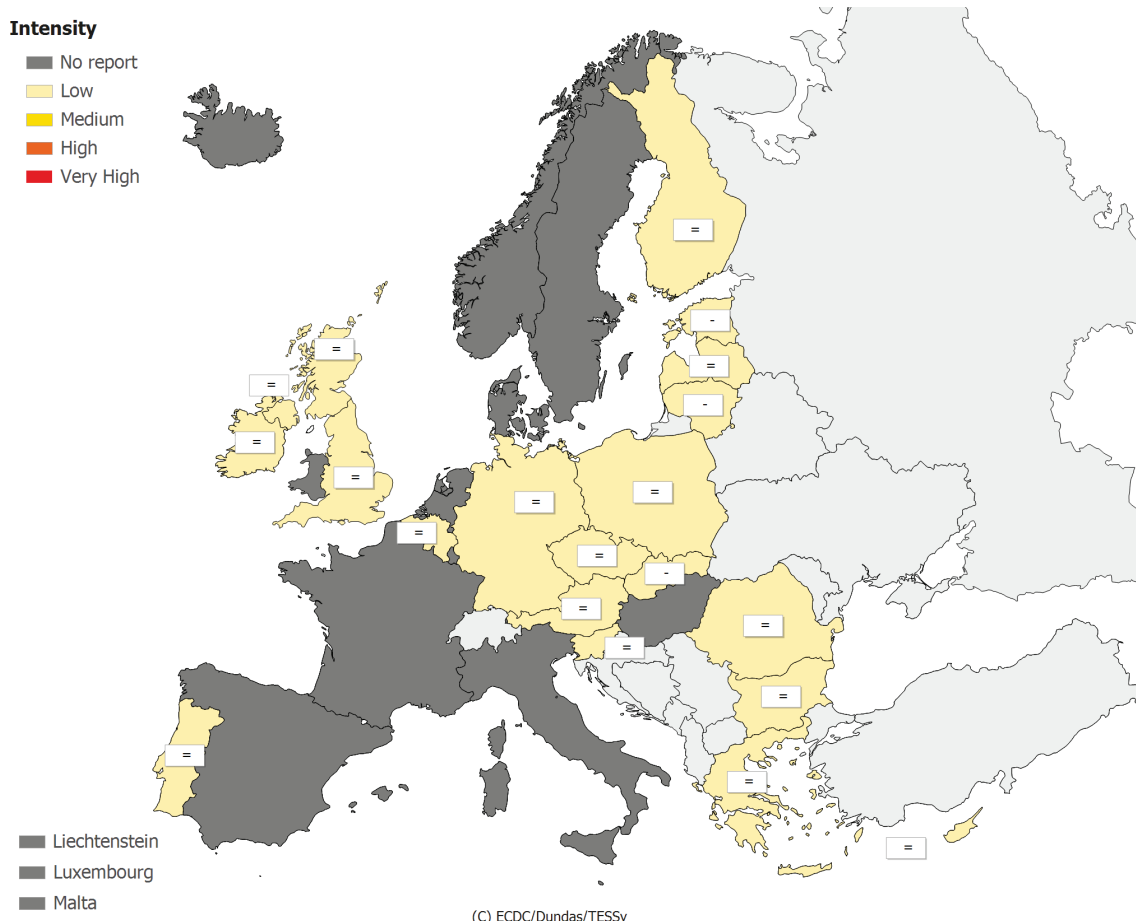 Intensity
No report
Low
Medium
High
Very High
=
-
=
=
=
-
=
=
=
=
=
=
=
-
=
=
=
=
=
=
=
Liechtenstein
Luxembourg
Malta
(C) ECDC/Dundas/TESSy